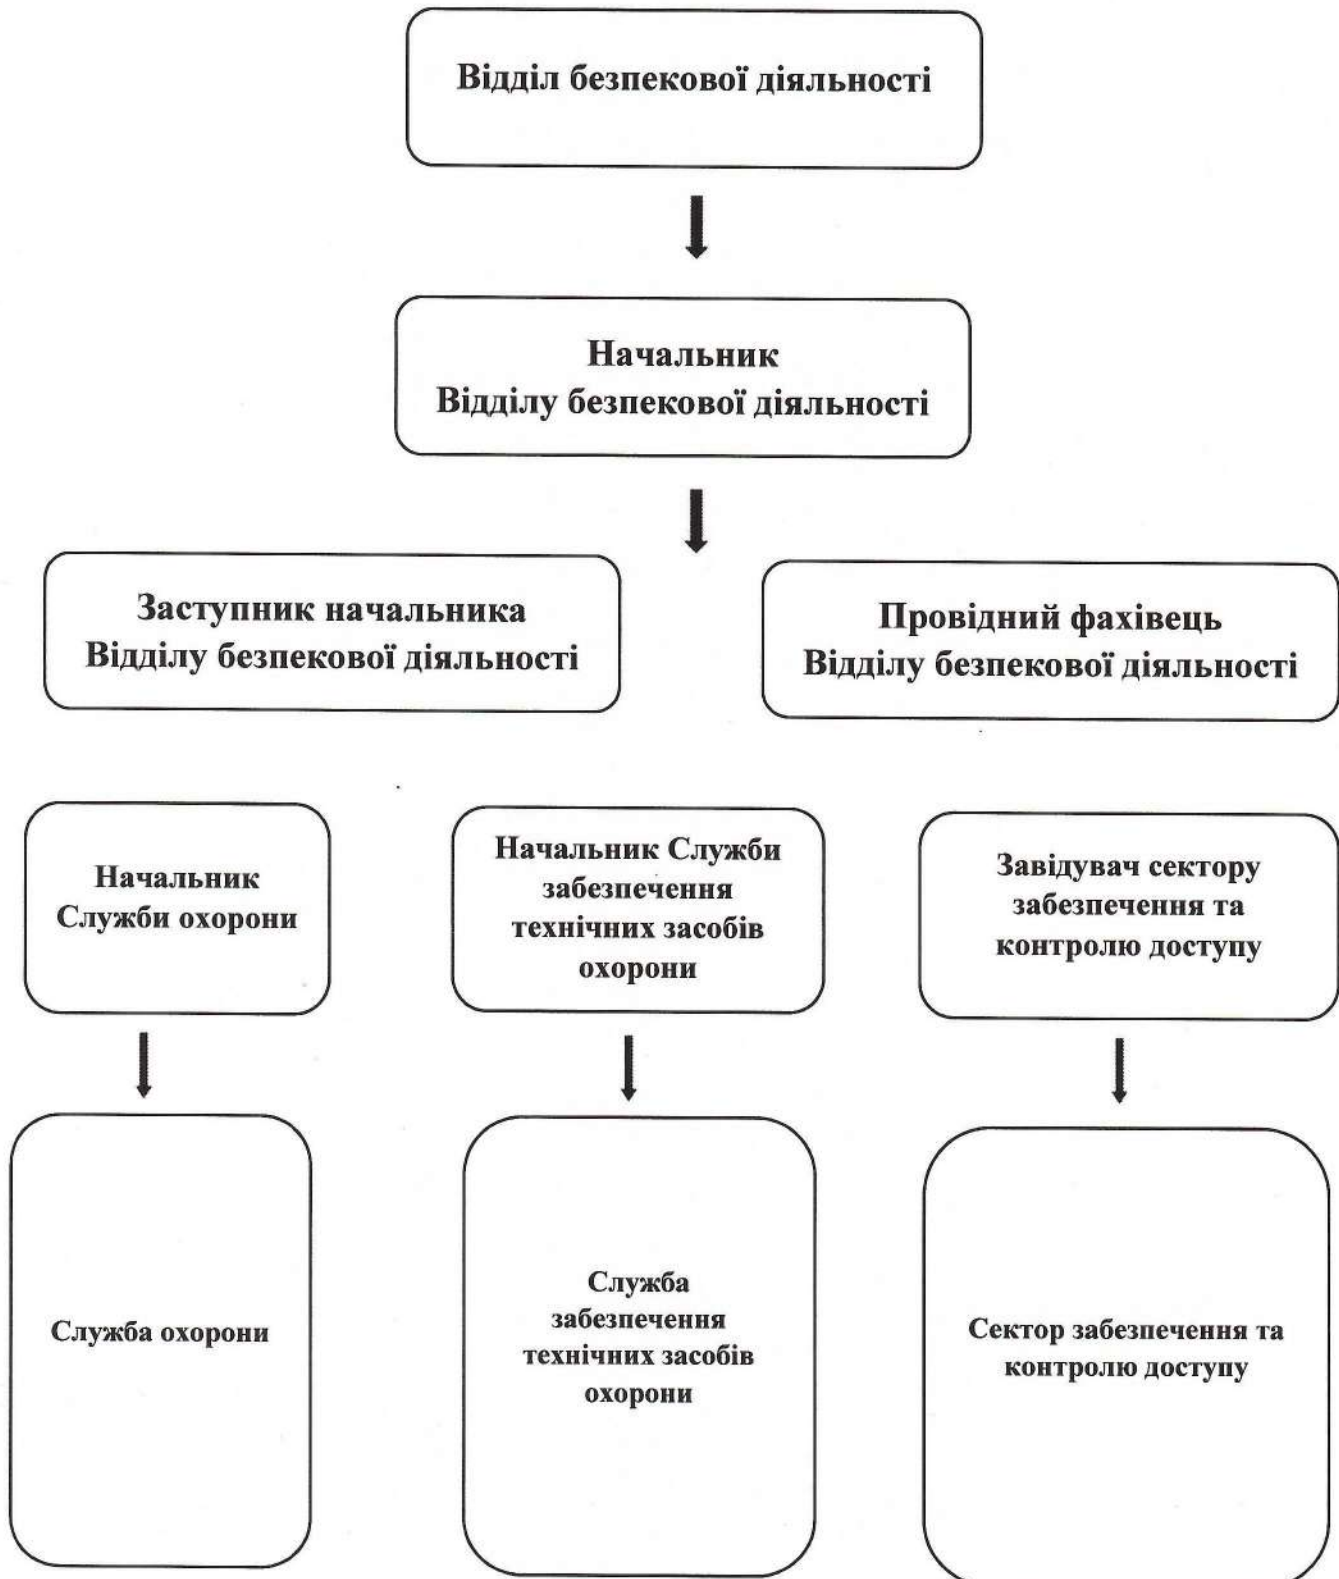 Відділ безпекової діяльності
Начальник
Відділу безпекової діяльності
Заступник начальника
Відділу безпекової діяльності
Провідний фахівець
Відділу безпекової діяльності
Начальник
Служби охорони
Начальник Служби
забезпечення
технічних засобів
охорони
Завідувач сектору
забезпечення та
контролю доступу
Служба охорони
Служба
забезпечення
технічних засобів
охорони
Сектор забезпечення та
контролю доступу